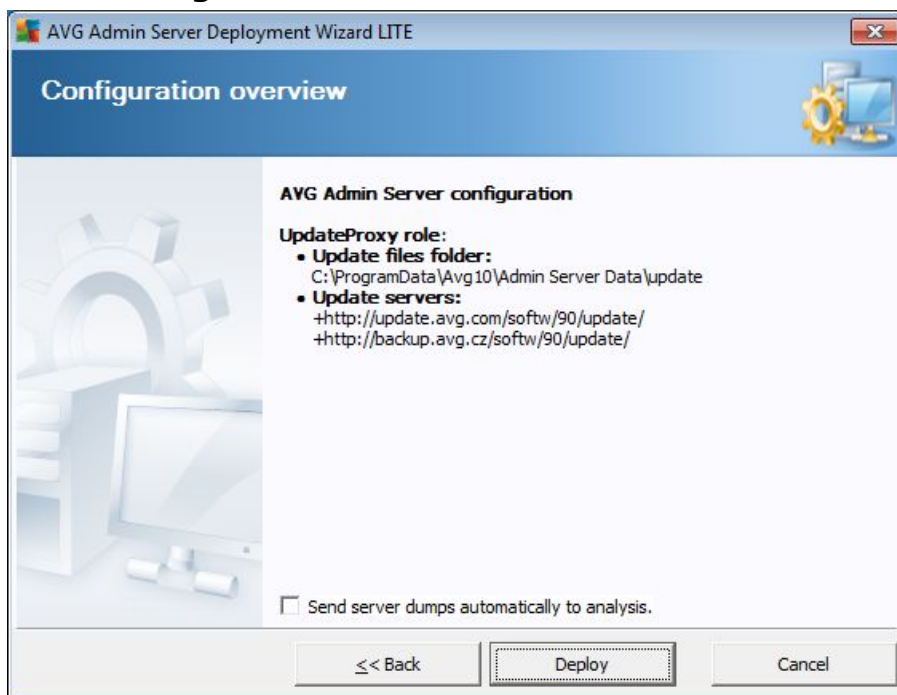 AVG Admin Server Deployment Wizard LITE
Configuration overview
AVG Admin Server configuration
UpdateProxy role:
• Update files folder:
C:\ProgramData\Avg10\Admin Server Data\update
• Update servers:
+http://update.avg.com/softw/90/update/
+http://backup.avg.cz/softw/90/update/
Send server dumps automatically to analysis.
<< Back
Deploy
Cancel